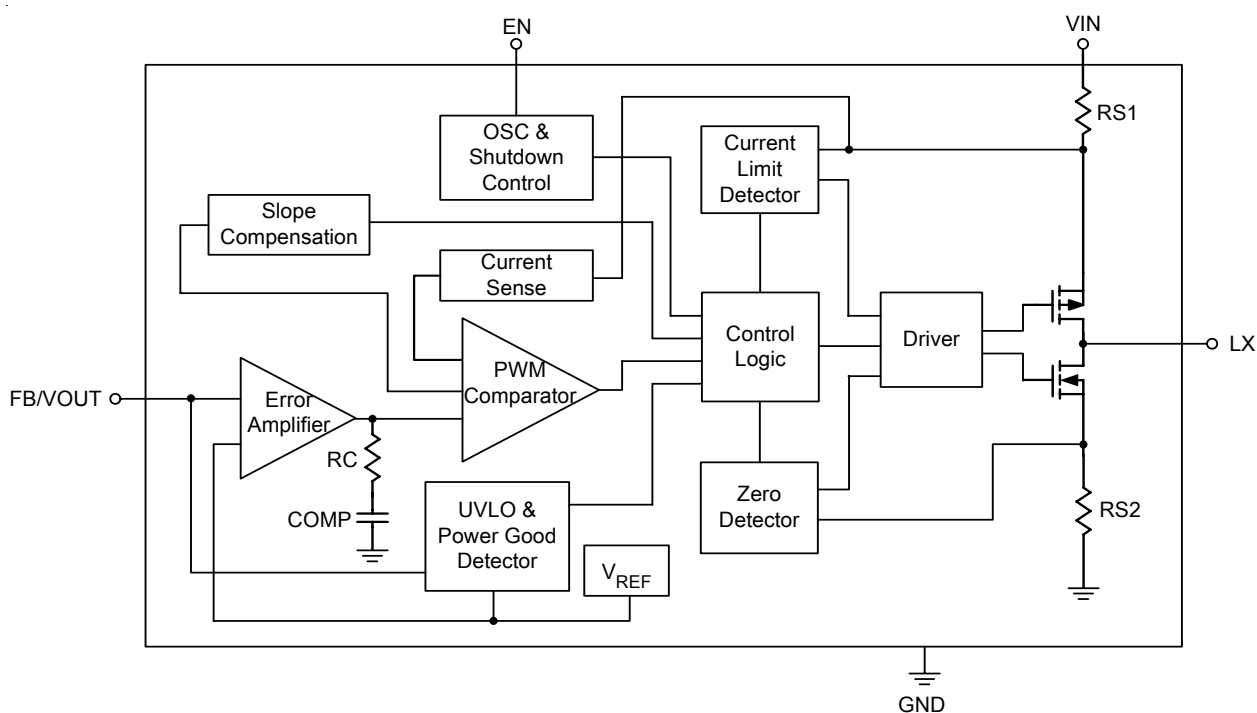 EN
VIN
RS1
OSC &
Shutdown
Control
Current
Limit
Detector
Slope
Compensation
Current
Sense
Control
Logic
Driver
LX
PWM
Comparator
FB/VOUT
Error
Amplifier
RC
COMP
UVLO &
Power Good
Detector
Zero
Detector
RS2
VREF
GND